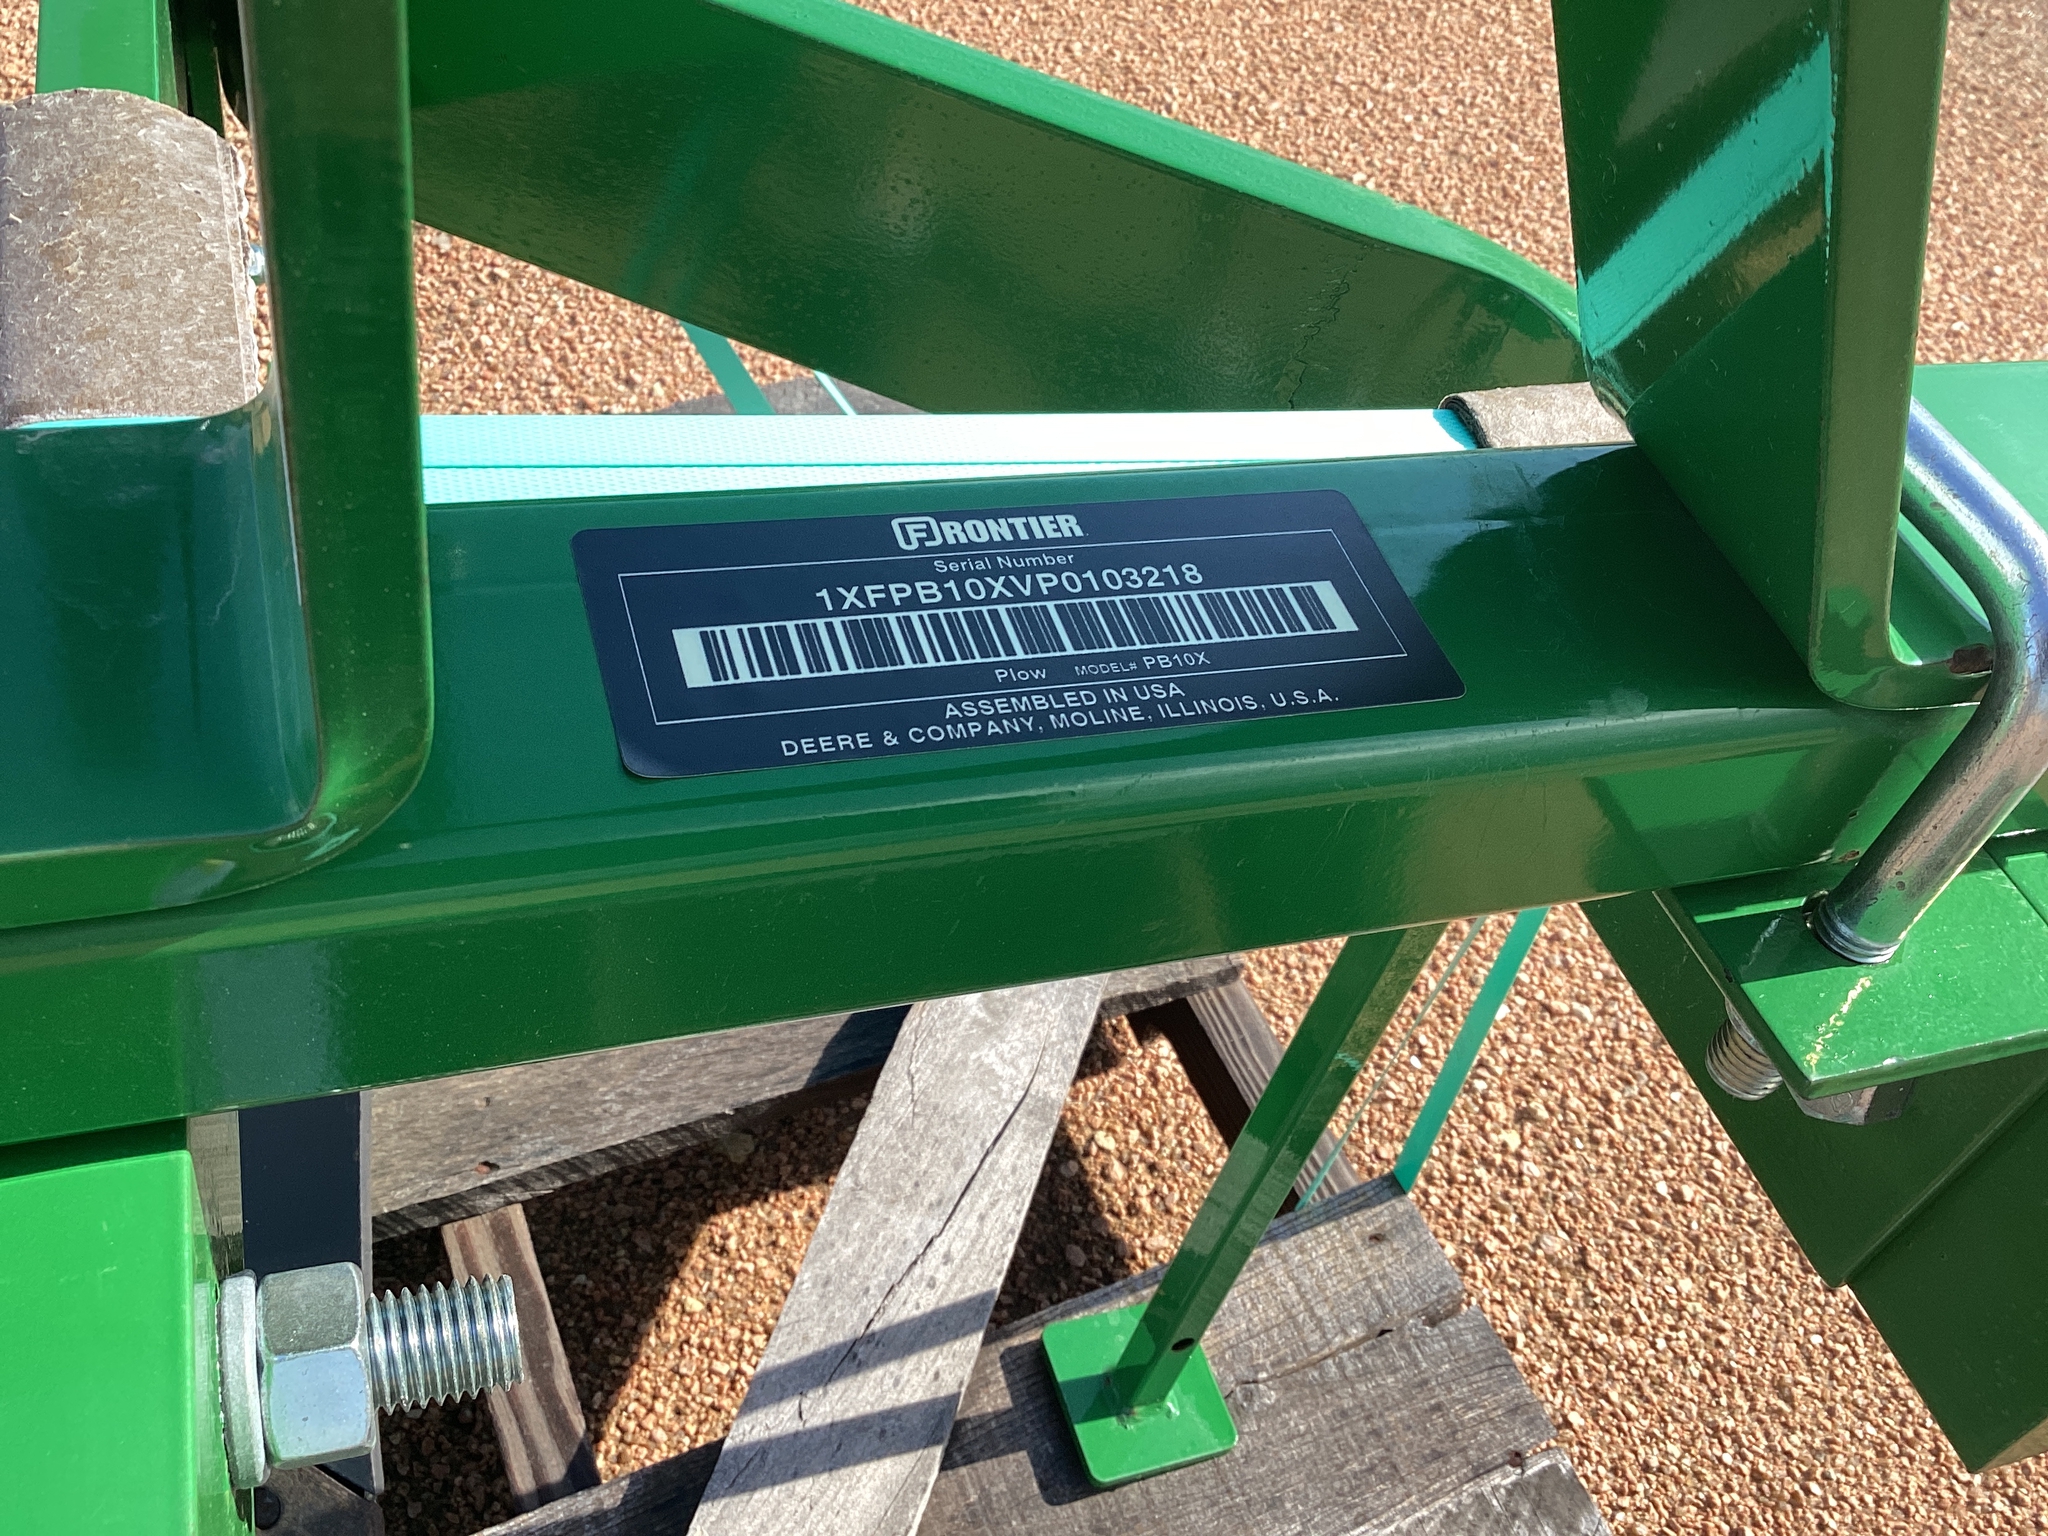 FRONTIER
Serial Number
1XFPB10XVP0103218
Plow MODEL# PB10X
ASSEMBLED IN USA
DEERE & COMPANY, MOLINE, ILLINOIS, U.S.A.